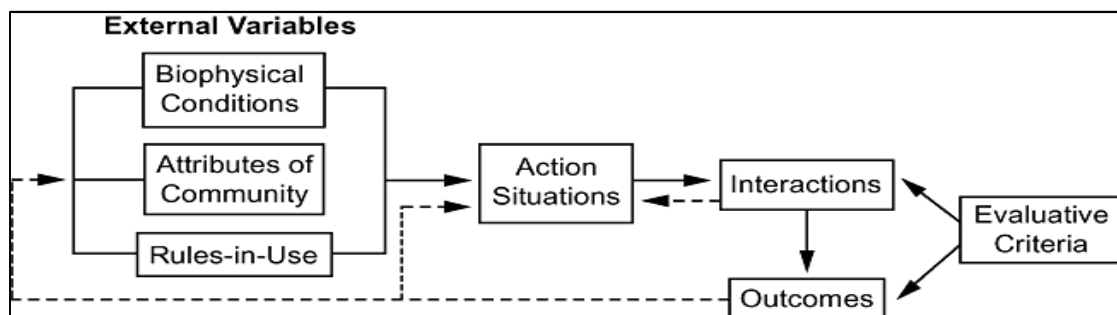 External Variables
Biophysical
Conditions
Attributes of
Community
Rules-in-Use
Action
Situations
Interactions
Outcomes
Evaluative
Criteria